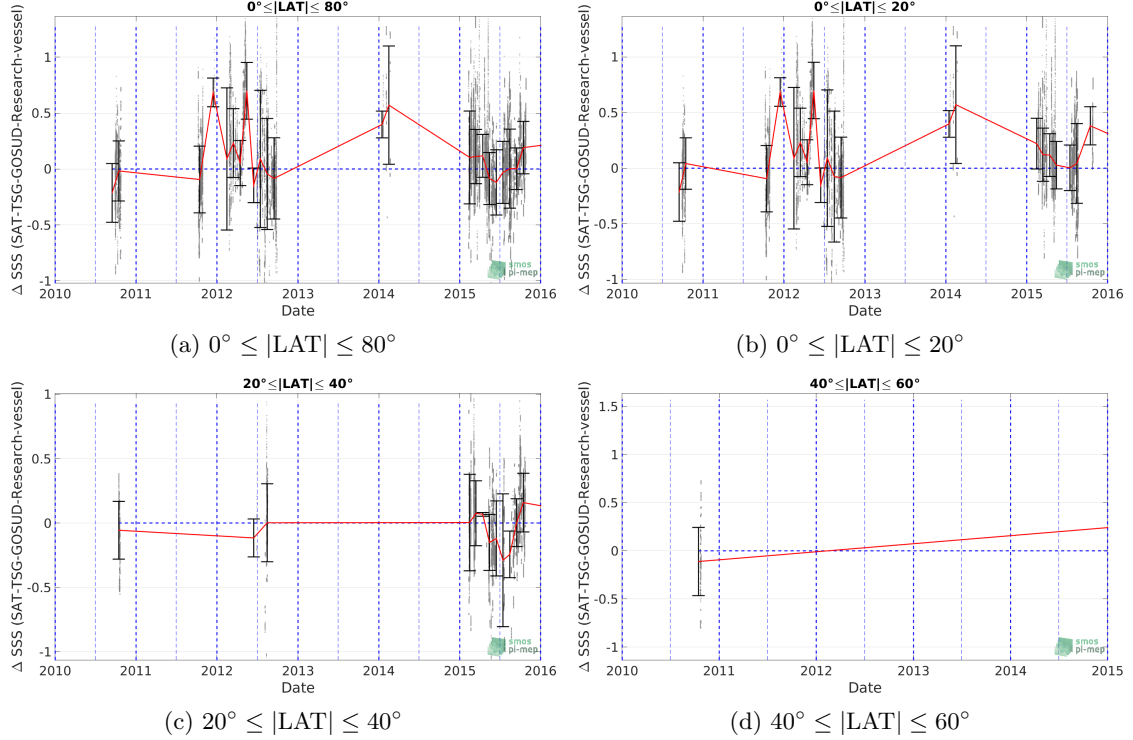 0°≤|LAT|≤ 80°
Δ SSS (SAT-TSG-GOSUD-Research-vessel)
1
0.5
0
-0.5
-1
2010 2011 2012 2013 2014 2015 2016
Date
smos
pi-mep
(a) 0° ≤ |LAT| ≤ 80°
0°≤|LAT|≤ 20°
Δ SSS (SAT-TSG-GOSUD-Research-vessel)
1
0.5
0
-0.5
-1
2010 2011 2012 2013 2014 2015 2016
Date
smos
pi-mep
(b) 0° ≤ |LAT| ≤ 20°
20°≤|LAT|≤ 40°
Δ SSS (SAT-TSG-GOSUD-Research-vessel)
1
0.5
0
-0.5
-1
2010 2011 2012 2013 2014 2015 2016
Date
smos
pi-mep
(c) 20° ≤ |LAT| ≤ 40°
40°≤|LAT|≤ 60°
Δ SSS (SAT-TSG-GOSUD-Research-vessel)
1.5
1
0.5
0
-0.5
-1
2010 2011 2012 2013 2014 2015
Date
smos
pi-mep
(d) 40° ≤ |LAT| ≤ 60°